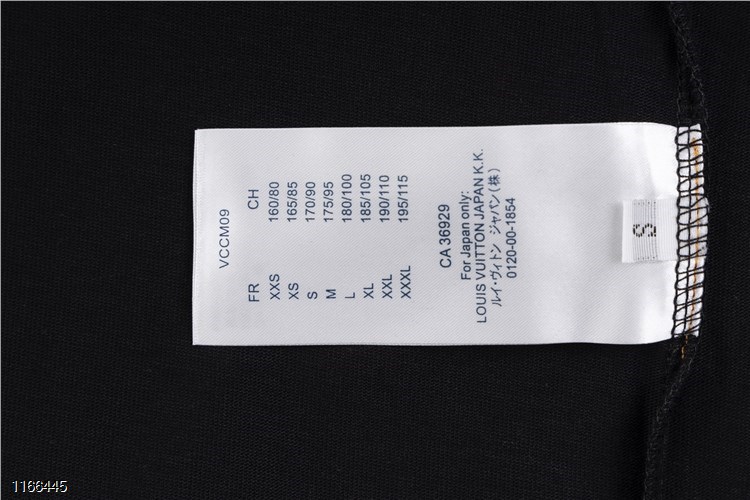 VCCM09
FR CH
XXS 160/80
XS 165/85
S 170/90
M 175/95
L 180/100
XL 185/105
XXL 190/110
XXXL 195/115
CA 36929
For Japan only:
LOUIS VUITTON JAPAN K.K.
ルイ・ヴィトン ジャパン(株)
0120-00-1854
S
1166445